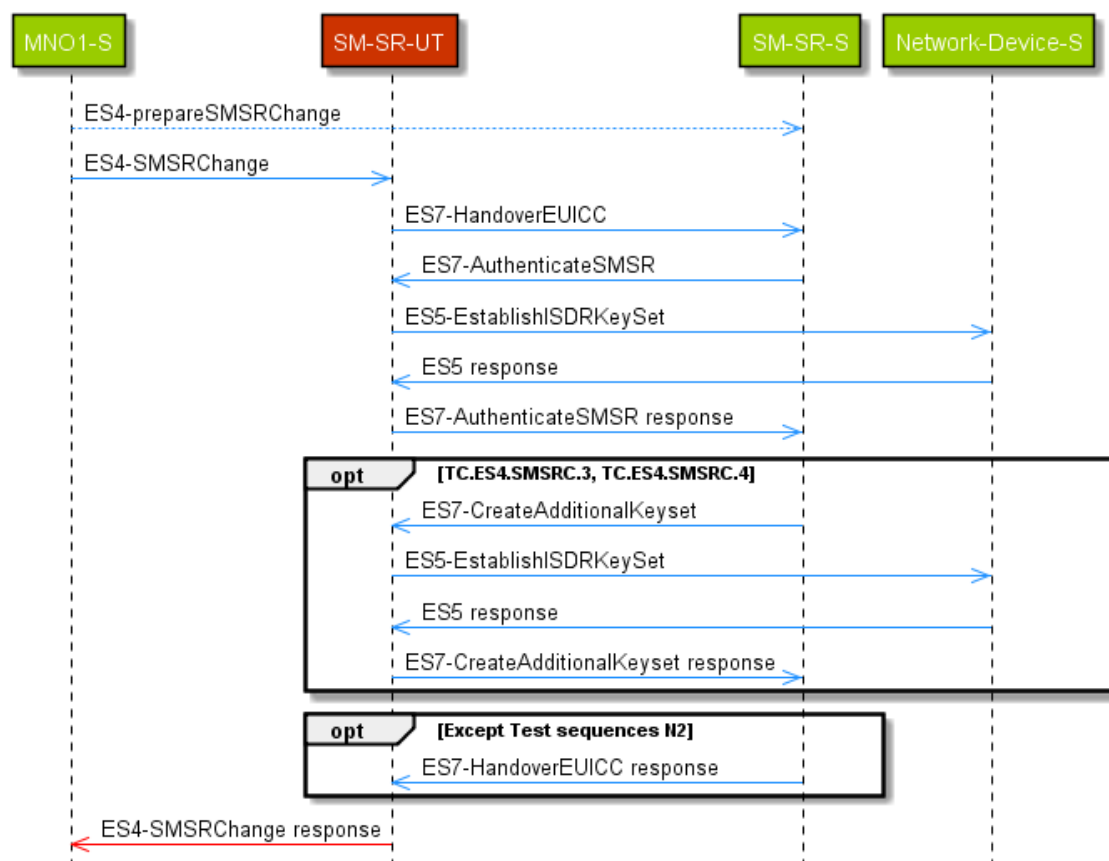 MNO1-S
SM-SR-UT
SM-SR-S
Network-Device-S
ES4-prepareSMSRChange
ES4-SMSRChange
ES7-HandoverEUICC
ES7-AuthenticateSMSR
ES5-EstablishISDRKeySet
ES5 response
ES7-AuthenticateSMSR response
opt [TC.ES4.SMSRC.3, TC.ES4.SMSRC.4]
ES7-CreateAdditionalKeyset
ES5-EstablishISDRKeySet
ES5 response
ES7-CreateAdditionalKeyset response
opt [Except Test sequences N2]
ES7-HandoverEUICC response
ES4-SMSRChange response